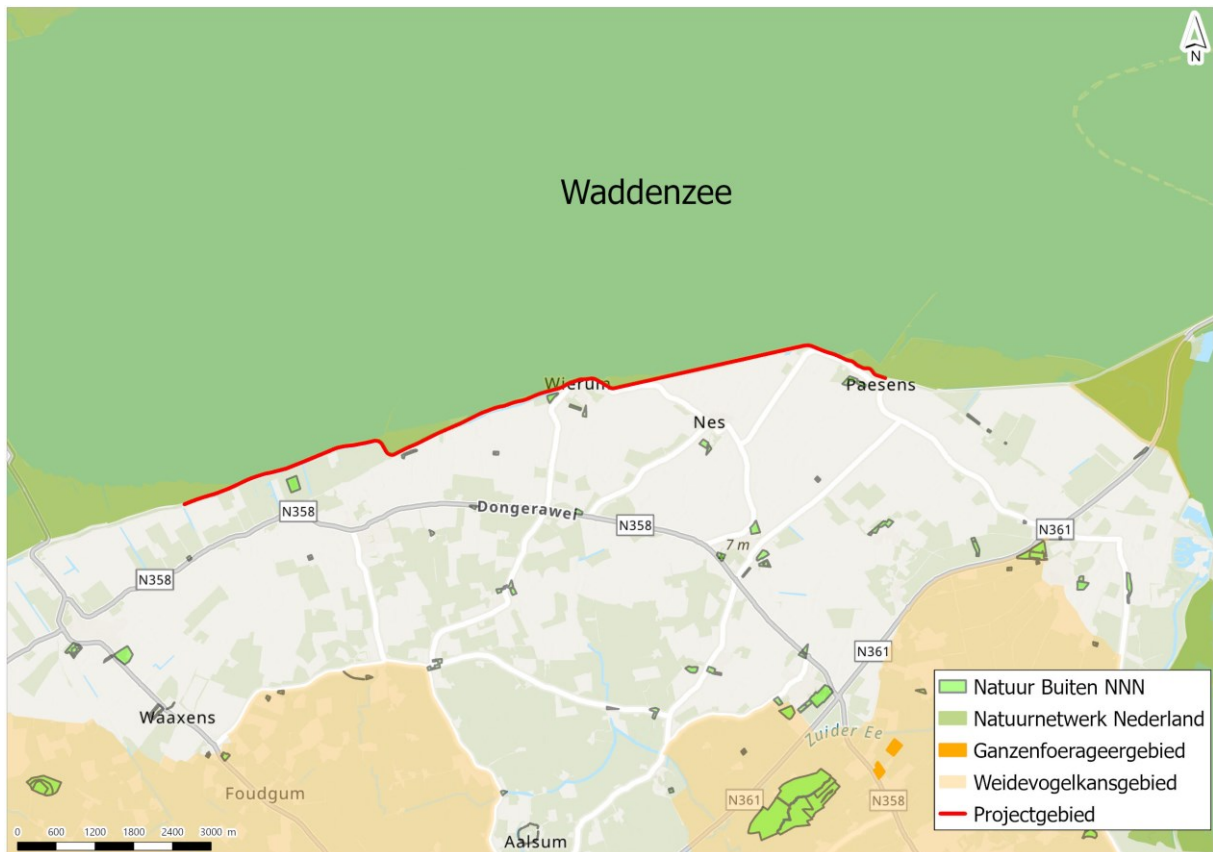 N
Waddenzee
Wierum
Paesens
Nes
N358
Dongerawei
N358
7 m
N361
N358
N361
Waaxens
Zuider Ee
Foudgum
N361
N358
Aalsum
Natuur Buiten NNN
Natuurnetwerk Nederland
Ganzenfoerageergebied
Weidevogelkansgebied
Projectgebied
0 600 1200 1800 2400 3000 m